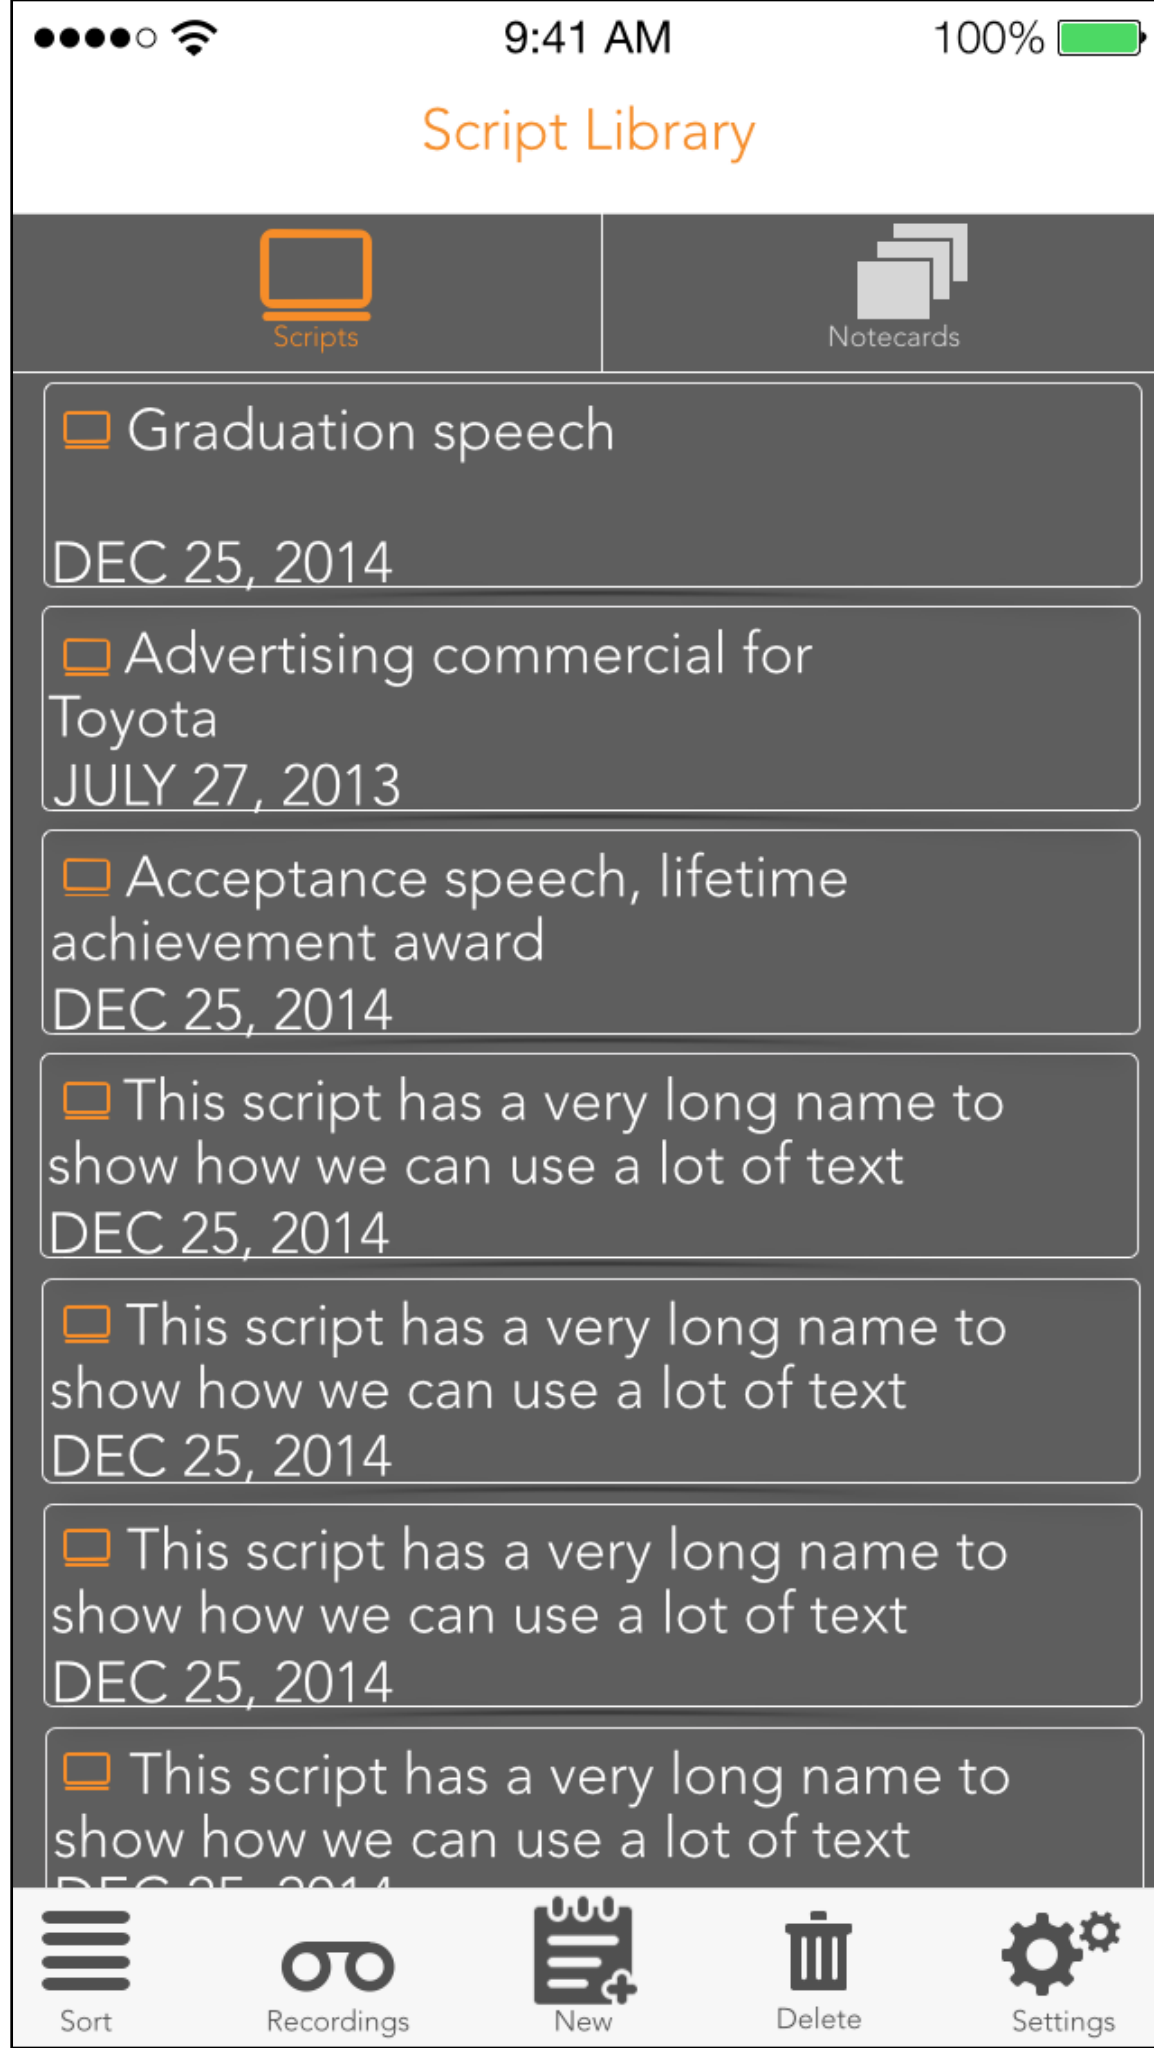 9:41 AM
100%
Script Library
Scripts
Notecards
Graduation speech
DEC 25, 2014
Advertising commercial for
Toyota
JULY 27, 2013
Acceptance speech, lifetime
achievement award
DEC 25, 2014
This script has a very long name to
show how we can use a lot of text
DEC 25, 2014
This script has a very long name to
show how we can use a lot of text
DEC 25, 2014
This script has a very long name to
show how we can use a lot of text
DEC 25, 2014
This script has a very long name to
show how we can use a lot of text
DEC 25, 2014
Sort
Recordings
New
Delete
Settings